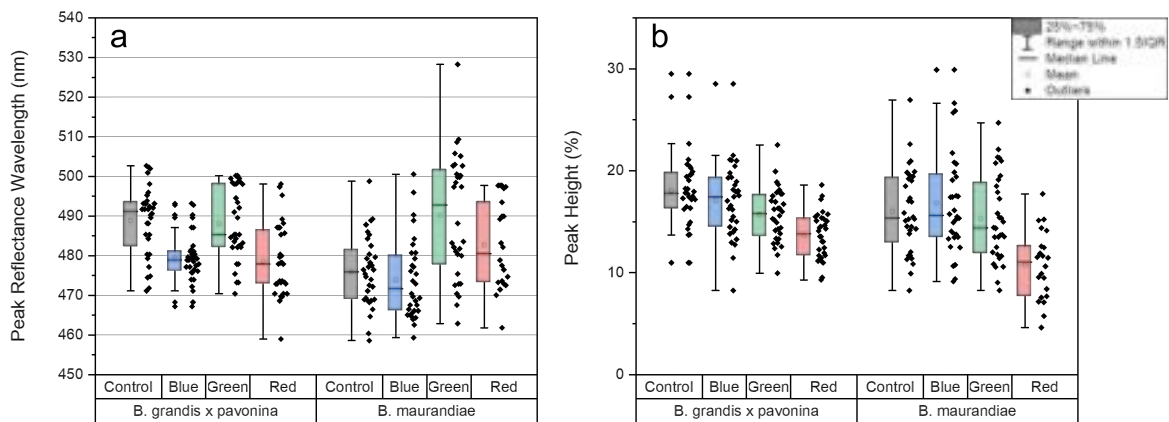 a
Peak Reflectance Wavelength (nm)
540
530
520
510
500
490
480
470
460
450
Control Blue Green Red Control Blue Green Red
B. grandis x pavonina B. maurandiae
b
Peak Height (%)
30
20
10
0
Control Blue Green Red Control Blue Green Red
B. grandis x pavonina B. maurandiae
25%~75%
Range within 1.5IQR
Median Line
Mean
Outliers